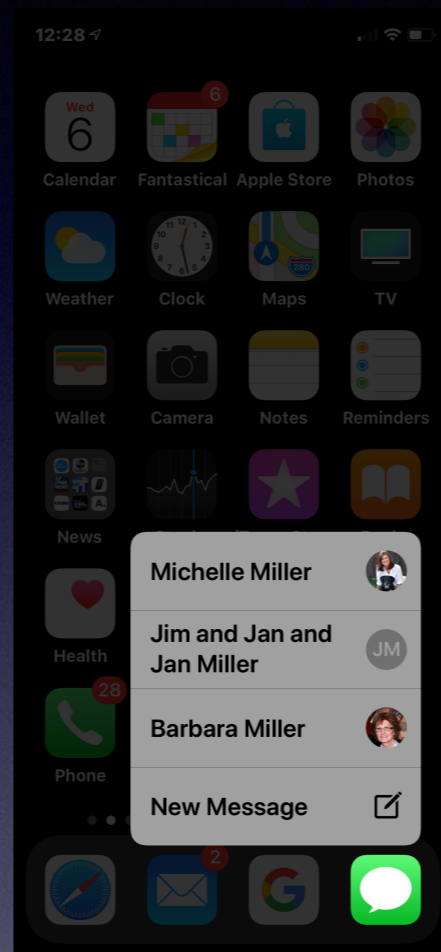 12:28
Wed
6
6
Calendar Fantastical Apple Store Photos
280
Weather Clock Maps TV
Wallet Camera Notes Reminders
News
Michelle Miller
Jim and Jan and
Jan Miller
JM
Health
28
Barbara Miller
Phone
New Message
2
G